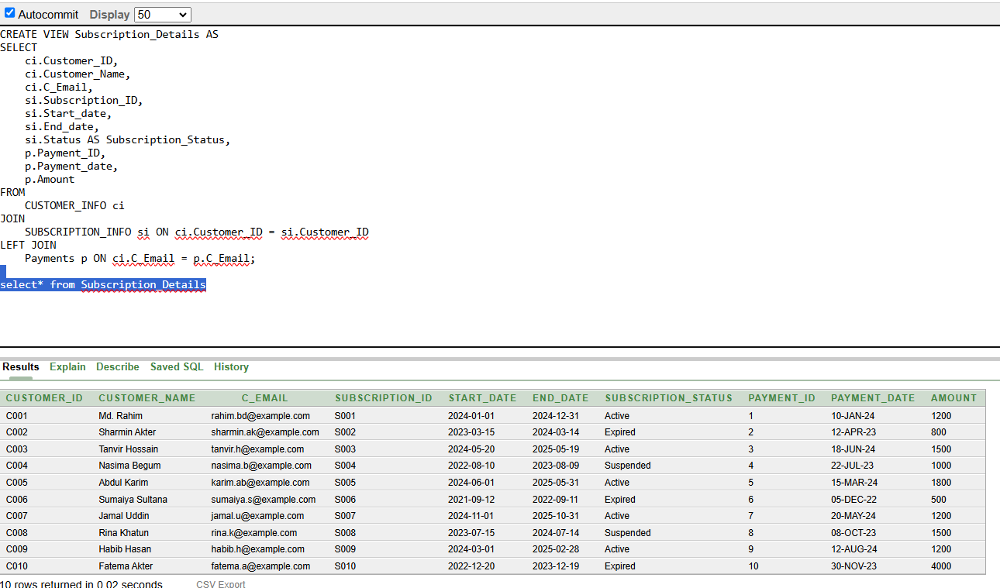 Autocommit Display 50
CREATE VIEW Subscription_Details AS
SELECT
    ci.Customer_ID,
    ci.Customer_Name,
    ci.C_Email,
    si.Subscription_ID,
    si.Start_date,
    si.End_date,
    si.Status AS Subscription_Status,
    p.Payment_ID,
    p.Payment_date,
    p.Amount
FROM
    CUSTOMER_INFO ci
JOIN
    SUBSCRIPTION_INFO si ON ci.Customer_ID = si.Customer_ID
LEFT JOIN
    Payments p ON ci.C_Email = p.C_Email;
select* from Subscription_Details
Results Explain Describe Saved SQL History
CUSTOMER_ID CUSTOMER_NAME C_EMAIL SUBSCRIPTION_ID START_DATE END_DATE SUBSCRIPTION_STATUS PAYMENT_ID PAYMENT_DATE AMOUNT
C001 Md. Rahim rahim.bd@example.com S001 2024-01-01 2024-12-31 Active 1 10-JAN-24 1200
C002 Sharmin Akter sharmin.ak@example.com S002 2023-03-15 2024-03-14 Expired 2 12-APR-23 800
C003 Tanvir Hossain tanvir.h@example.com S003 2024-05-20 2025-05-19 Active 3 18-JUN-24 1500
C004 Nasima Begum nasima.b@example.com S004 2022-08-10 2023-08-09 Suspended 4 22-JUL-23 1000
C005 Abdul Karim karim.ab@example.com S005 2024-06-01 2025-05-31 Active 5 15-MAR-24 1800
C006 Sumaiya Sultana sumaiya.s@example.com S006 2021-09-12 2022-09-11 Expired 6 05-DEC-22 500
C007 Jamal Uddin jamal.u@example.com S007 2024-11-01 2025-10-31 Active 7 20-MAY-24 1200
C008 Rina Khatun rina.k@example.com S008 2023-07-15 2024-07-14 Suspended 8 08-OCT-23 1500
C009 Habib Hasan habib.h@example.com S009 2024-03-01 2025-02-28 Active 9 12-AUG-24 1200
C010 Fatema Akter fatema.a@example.com S010 2022-12-20 2023-12-19 Expired 10 30-NOV-23 4000
10 rows returned in 0.02 seconds CSV Export